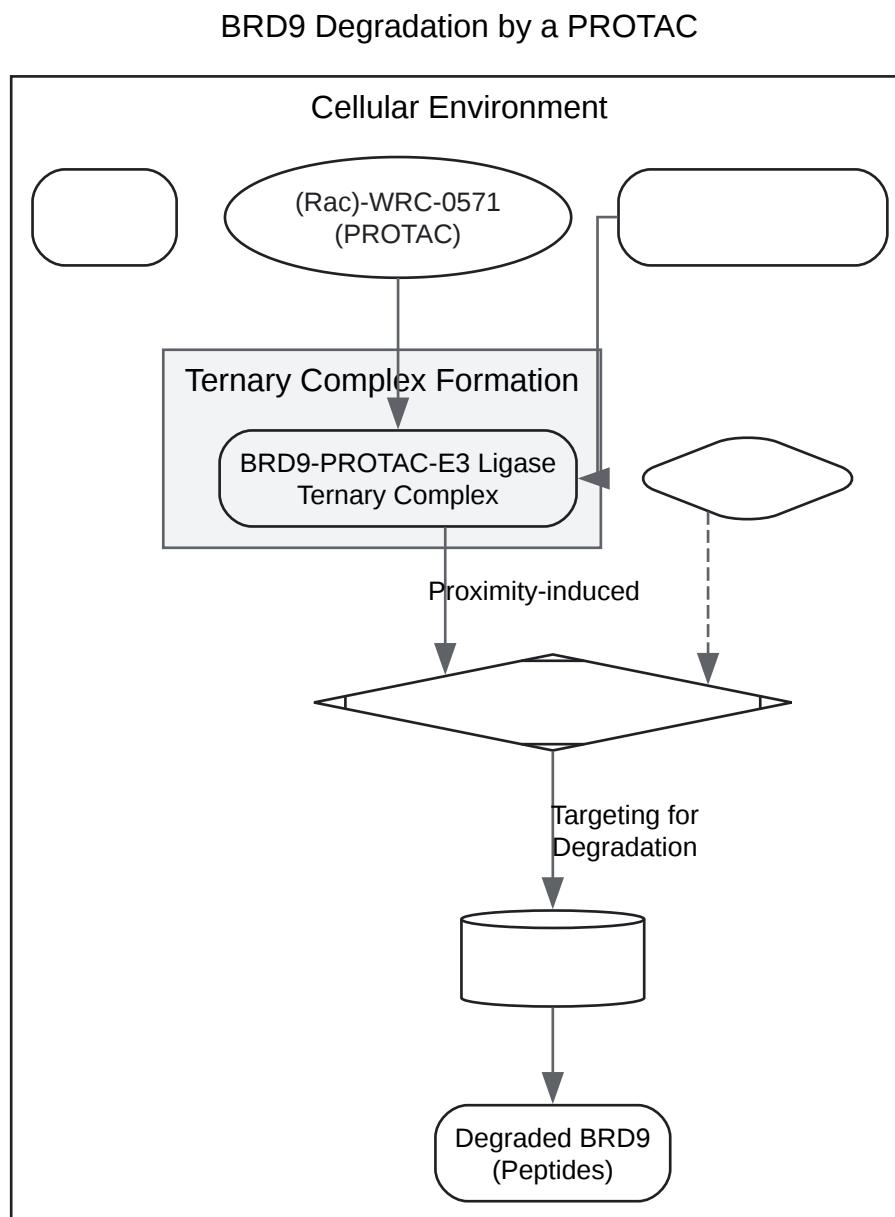 BRD9 Degradation by a PROTAC
Cellular Environment
(Rac)-WRC-0571
(PROTAC)
Ternary Complex Formation
BRD9-PROTAC-E3 Ligase
Ternary Complex
Proximity-induced
Targeting for
Degradation
Degraded BRD9
(Peptides)